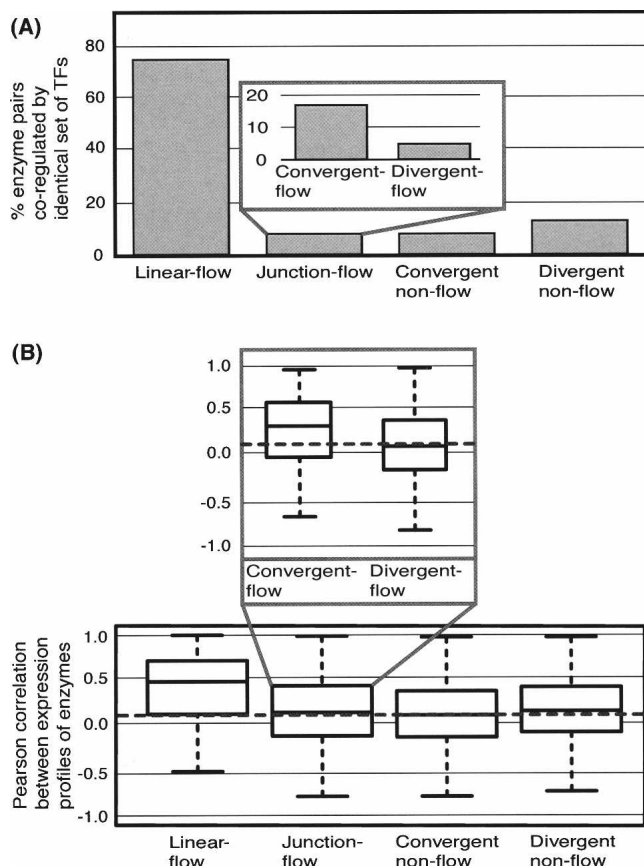 (A)
% enzyme pairs
co-regulated by
identical set of TFs
80
60
40
20
0
20
10
0
Convergent-
flow
Divergent-
flow
Linear-flow
Junction-flow
Convergent
non-flow
Divergent
non-flow
(B)
1.0
0.5
0.0
-0.5
-1.0
Convergent-
flow
Divergent-
flow
Pearson correlation
between expression
profiles of enzymes
1.0
0.5
0.0
-0.5
-1.0
Linear-
flow
Junction-
flow
Convergent
non-flow
Divergent
non-flow